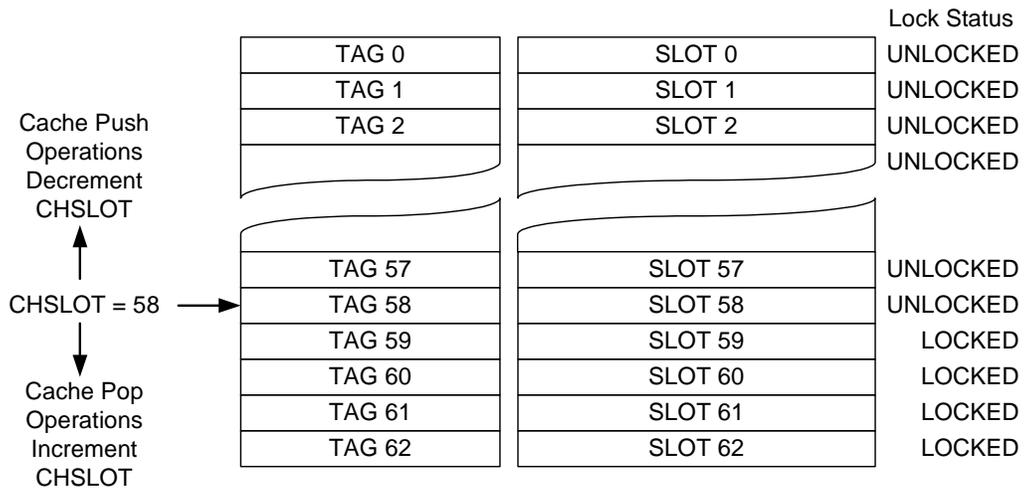 Lock Status
TAG 0 SLOT 0 UNLOCKED
TAG 1 SLOT 1 UNLOCKED
TAG 2 SLOT 2 UNLOCKED
UNLOCKED
Cache Push
Operations
Decrement
CHSLOT
TAG 57 SLOT 57 UNLOCKED
CHSLOT = 58 TAG 58 SLOT 58 UNLOCKED
TAG 59 SLOT 59 LOCKED
TAG 60 SLOT 60 LOCKED
TAG 61 SLOT 61 LOCKED
TAG 62 SLOT 62 LOCKED
Cache Pop
Operations
Increment
CHSLOT